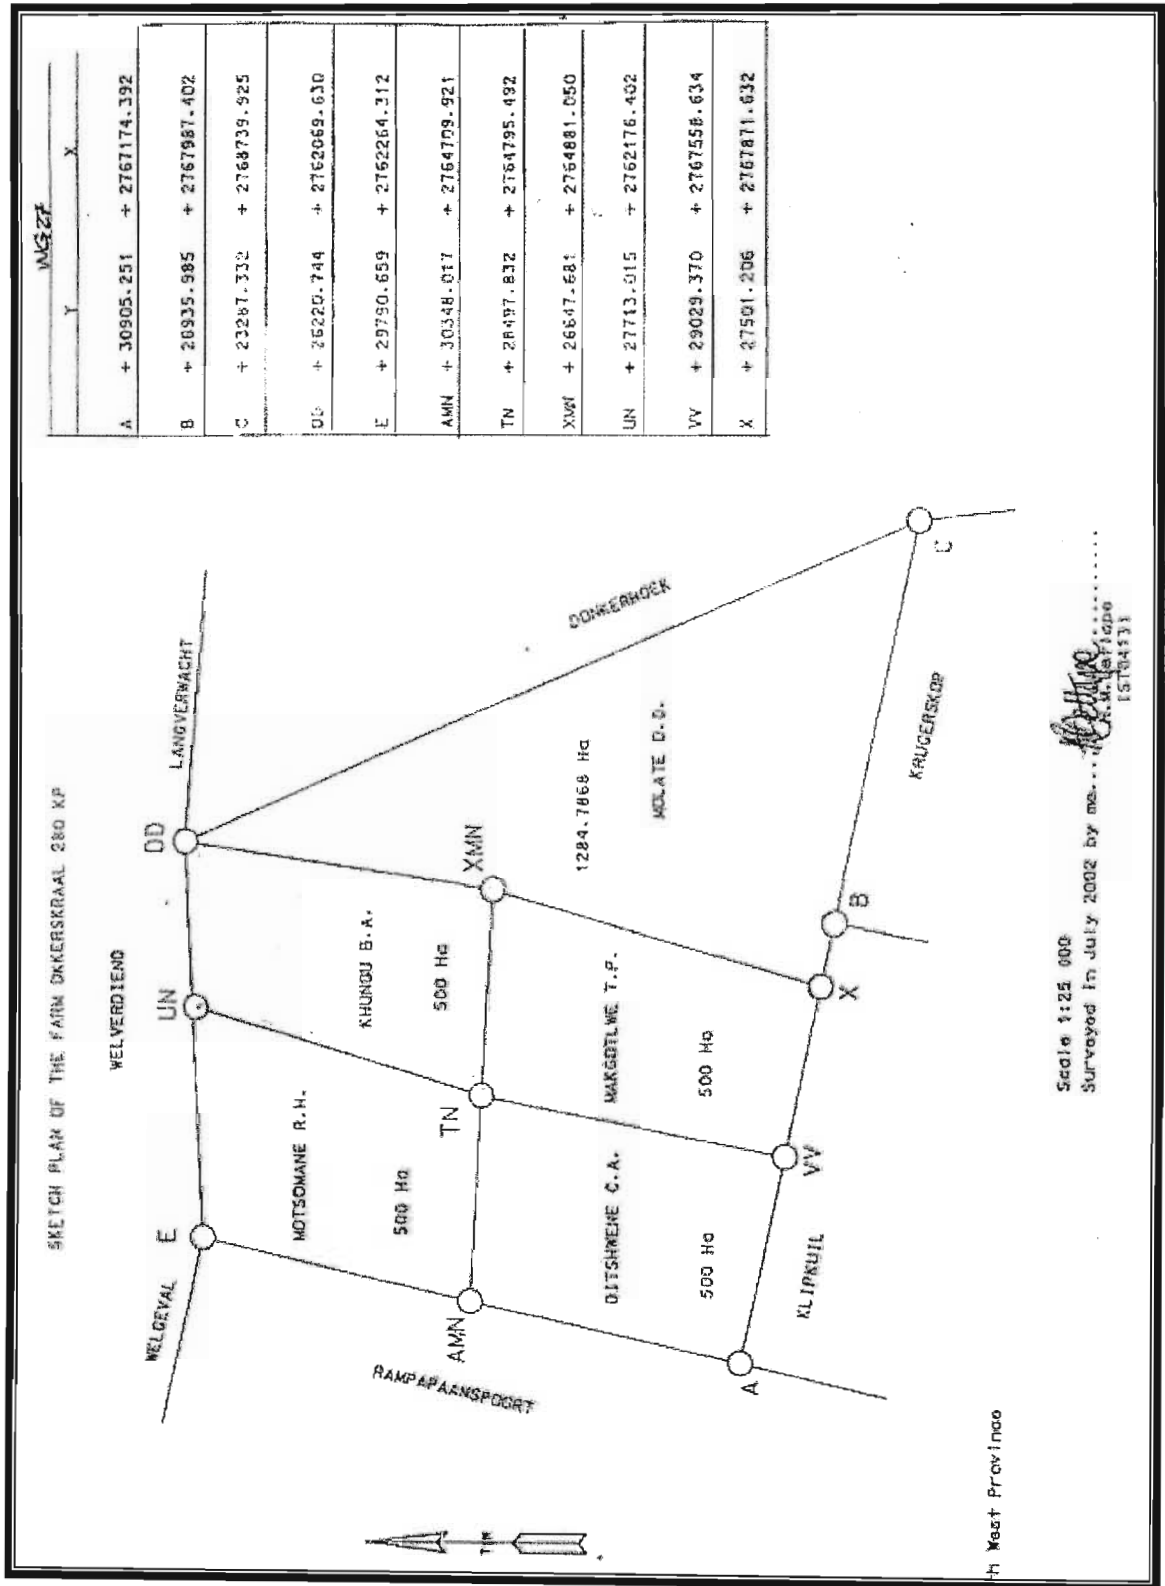 SKETCH PLAN OF THE FARM OKKERSKRAAL 280 KP
WELVERDIEND
WELGEVAL
LANGVERWACHT
E
UN
DD
MOTSOMANE R.H.
500 Ha
KHUNOU B.A.
500 Ha
DONKERHOEK
AMN
TN
XMN
RAMPAPAANSPOORT
DITSHWENE C.A.
500 Ha
MAKGOTLWE T.P.
500 Ha
1284.7868 Ha
MOLATE D.D.
A
VV
X
B
C
KLIPKUIL
KRUGERSKOP
TRUE
WG27
Y X
A + 30905.251 + 2767174.392
B + 26935.985 + 2767987.402
C + 23287.332 + 2768739.925
DD + 26220.744 + 2762069.630
E + 29790.659 + 2762264.312
AMN + 30348.017 + 2764709.921
TN + 28497.832 + 2764795.492
XMN + 26647.681 + 2764881.050
UN + 27713.015 + 2762176.402
VV + 29029.370 + 2767558.634
X + 27501.206 + 2767871.632
Scale 1:25 000
Surveyed in July 2002 by me.............
IST04131
h West Province